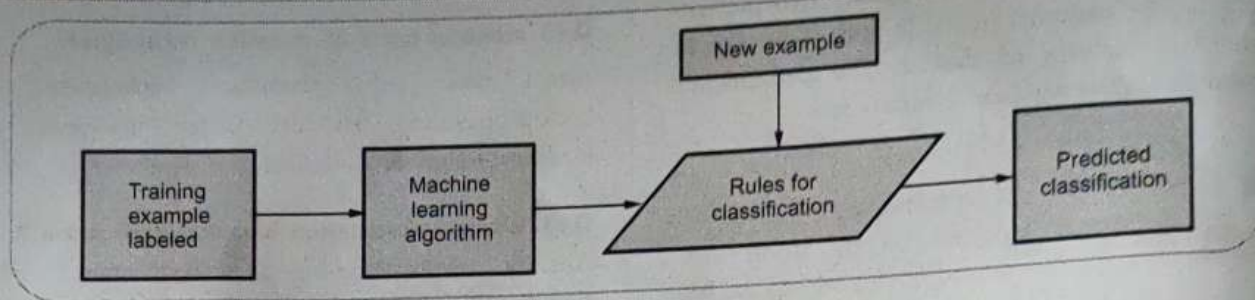 New example
Training
example
labeled
Machine
learning
algorithm
Rules for
classification
Predicted
classification